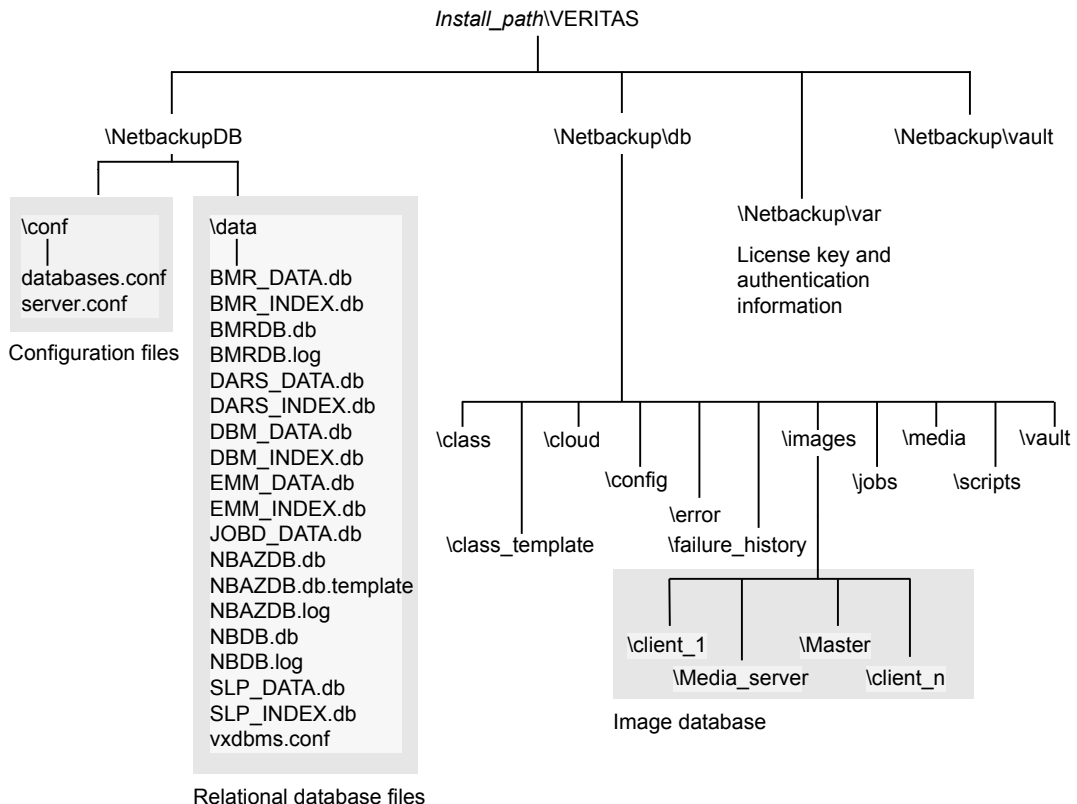 Install_path\VERITAS
\NetbackupDB
\Netbackup\db
\Netbackup\vault
\Netbackup\var
License key and
authentication
information
\conf
databases.conf
server.conf
Configuration files
\data
BMR_DATA.db
BMR_INDEX.db
BMRDB.db
BMRDB.log
DARS_DATA.db
DARS_INDEX.db
DBM_DATA.db
DBM_INDEX.db
EMM_DATA.db
EMM_INDEX.db
JOBD_DATA.db
NBAZDB.db
NBAZDB.db.template
NBAZDB.log
NBDB.db
NBDB.log
SLP_DATA.db
SLP_INDEX.db
vxdbms.conf
Relational database files
\class
\cloud
\images
\media
\vault
\config
\jobs
\scripts
\error
\class_template
\failure_history
\client_1
\Master
\Media_server
\client_n
Image database